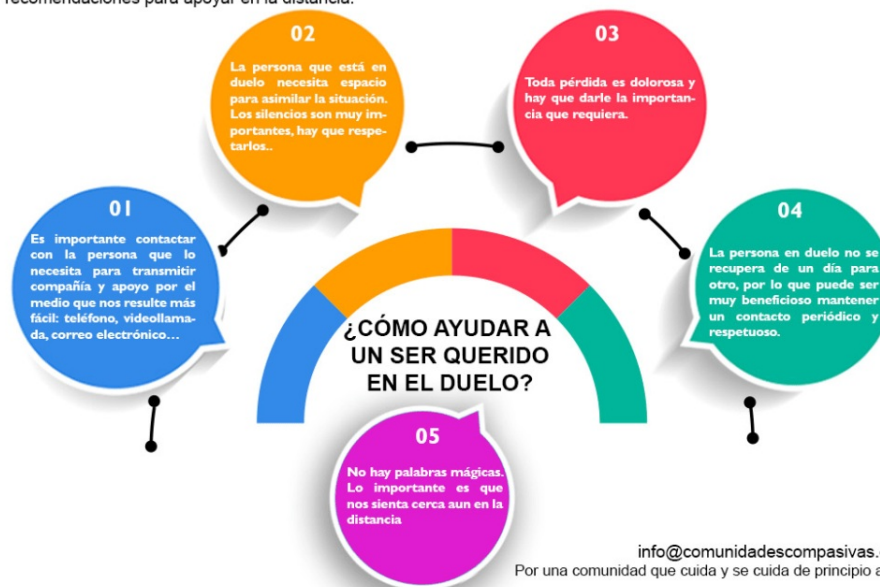 recomendaciones para apoyar en la distancia.
01
Es importante contactar
con la persona que lo
necesita para transmitir
compañía y apoyo por el
medio que nos resulte más
fácil: teléfono, videollama-
da, correo electrónico...
02
La persona que está en
duelo necesita espacio
para asimilar la situación.
Los silencios son muy im-
portantes, hay que respe-
tarlos..
03
Toda pérdida es dolorosa y
hay que darle la importan-
cia que requiera.
04
La persona en duelo no se
recupera de un día para
otro, por lo que puede ser
muy beneficioso mantener
un contacto periódico y
respetuoso.
¿CÓMO AYUDAR A
UN SER QUERIDO
EN EL DUELO?
05
No hay palabras mágicas.
Lo importante es que
nos sienta cerca aun en la
distancia
info@comunidadescompasivas.
Por una comunidad que cuida y se cuida de principio a